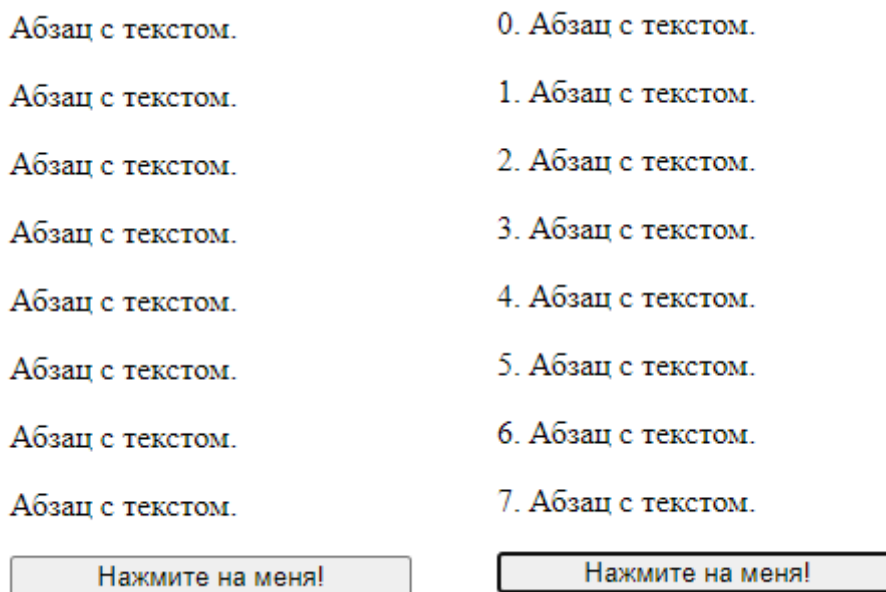 Абзац с текстом.
Абзац с текстом.
Абзац с текстом.
Абзац с текстом.
Абзац с текстом.
Абзац с текстом.
Абзац с текстом.
Абзац с текстом.
Нажмите на меня!
0. Абзац с текстом.
1. Абзац с текстом.
2. Абзац с текстом.
3. Абзац с текстом.
4. Абзац с текстом.
5. Абзац с текстом.
6. Абзац с текстом.
7. Абзац с текстом.
Нажмите на меня!